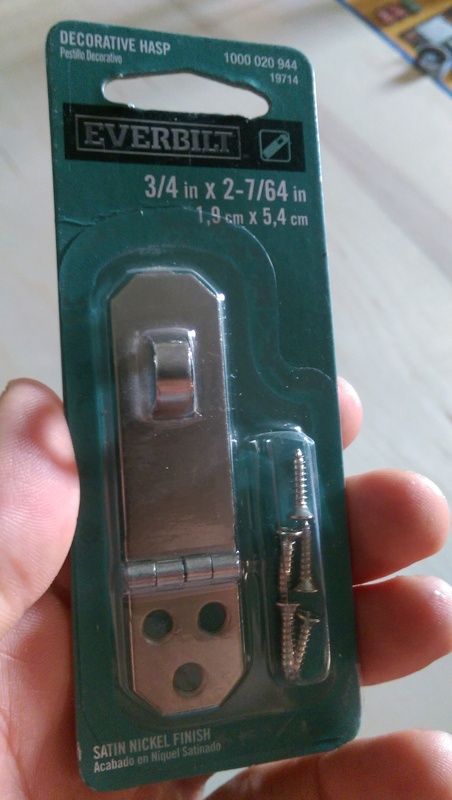 DECORATIVE HASP
Pestillo Decorativo
1000 020 944
19714
EVERBILT
3/4 in x 2-7/64 in
1,9 cm x 5,4 cm
SATIN NICKEL FINISH
Acabado en Níquel Satinado